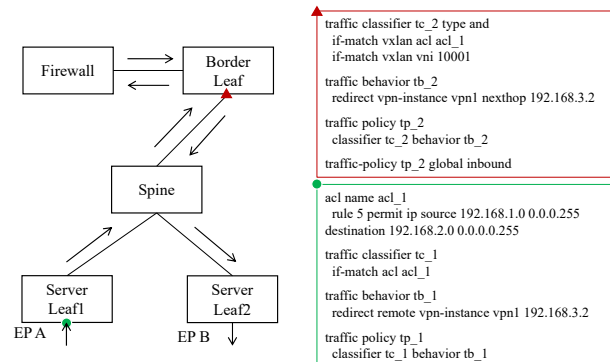 Firewall
Border
Leaf
Spine
Server
Leaf1
Server
Leaf2
EP A
EP B
traffic classifier tc_2 type and
if-match vxlan acl acl_1
if-match vxlan vni 10001
traffic behavior tb_2
redirect vpn-instance vpn1 nexthop 192.168.3.2
traffic policy tp_2
classifier tc_2 behavior tb_2
traffic-policy tp_2 global inbound
acl name acl_1
rule 5 permit ip source 192.168.1.0 0.0.0.255
destination 192.168.2.0 0.0.0.0.255
traffic classifier tc_1
if-match acl acl_1
traffic behavior tb_1
redirect remote vpn-instance vpn1 192.168.3.2
traffic policy tp_1
classifier tc_1 behavior tb_1